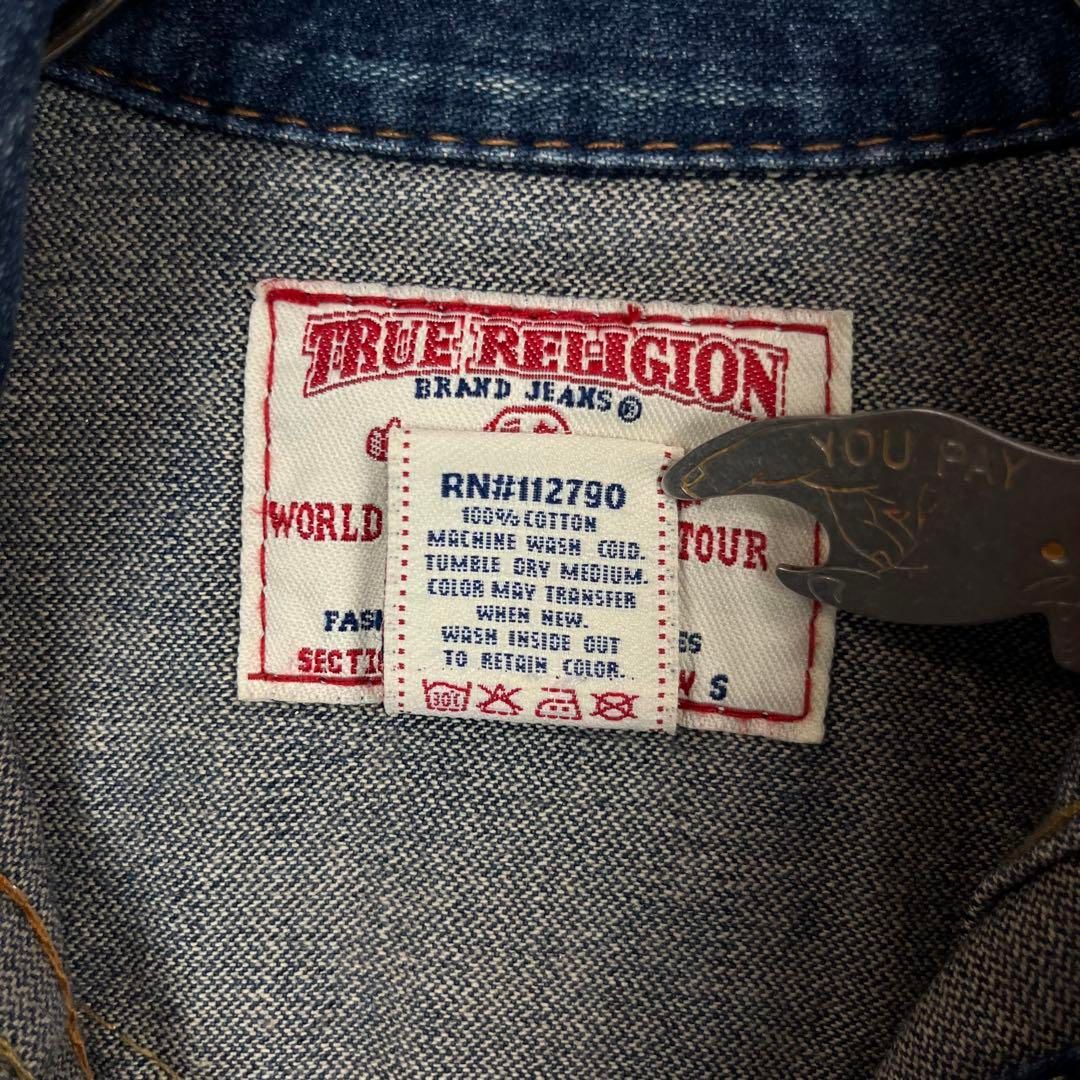 TRUE RELIGION
BRAND JEANS®
RN#112790
100% COTTON
MACHINE WASH COLD.
TUMBLE DRY MEDIUM.
COLOR MAY TRANSFER
WHEN NEW.
WASH INSIDE OUT
TO RETAIN COLOR.
30C
WORLD TOUR
S
YOU PAY